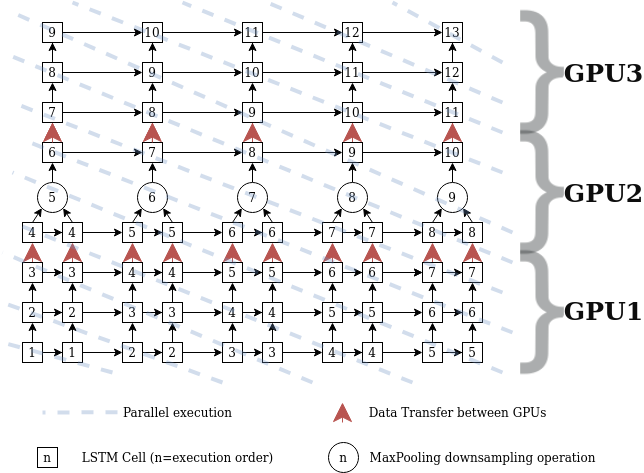 9 10 11 12 13
8 9 10 11 12
GPU3
7 8 9 10 11
6 7 8 9 10
5 6 7 8 9
GPU2
4 4 5 5 6 6 7 7 8 8
3 3 4 4 5 5 6 6 7 7
2 2 3 3 4 4 5 5 6 6
GPU1
1 1 2 2 3 3 4 4 5 5
Parallel execution
Data Transfer between GPUs
n LSTM Cell (n=execution order)
n MaxPooling downsampling operation